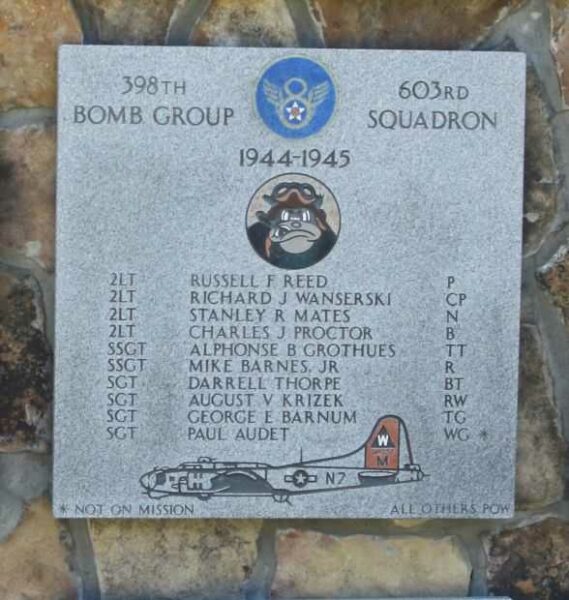 398TH
BOMB GROUP
603RD
SQUADRON
1944-1945
2LT RUSSELL F REED P
2LT RICHARD J WANSERSKI CP
2LT STANLEY R MATES N
2LT CHARLES J PROCTOR B
SSGT ALPHONSE B GROTHUES TT
SSGT MIKE BARNES, JR R
SGT DARRELL THORPE BT
SGT AUGUST V KRIZEK RW
SGT GEORGE E BARNUM TG
SGT PAUL AUDET WG *
W
M
N7
* NOT ON MISSION
ALL OTHERS POW